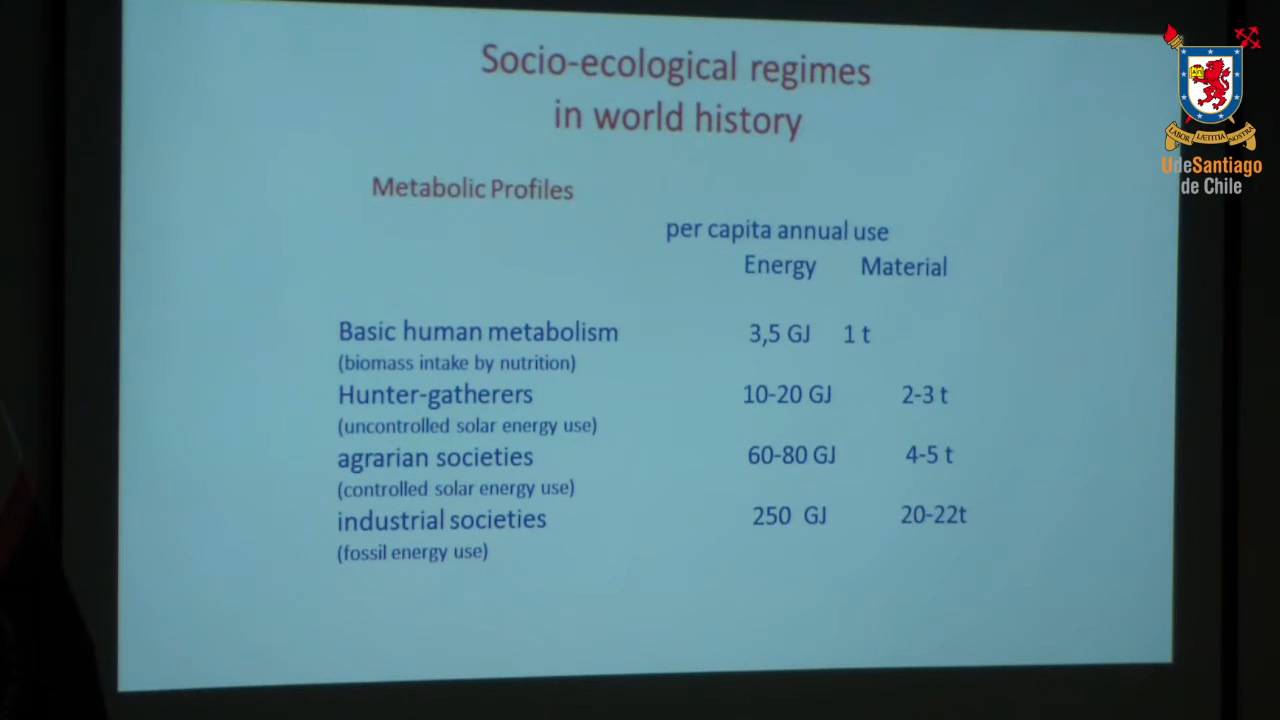 Socio-ecological regimes
in world history
Metabolic Profiles
per capita annual use
Energy Material
Basic human metabolism 3,5 GJ 1 t
(biomass intake by nutrition)
Hunter-gatherers 10-20 GJ 2-3 t
(uncontrolled solar energy use)
agrarian societies 60-80 GJ 4-5 t
(controlled solar energy use)
industrial societies 250 GJ 20-22t
(fossil energy use)
LABOR LÆTITIA NOSTRA
UdeSantiago
de Chile